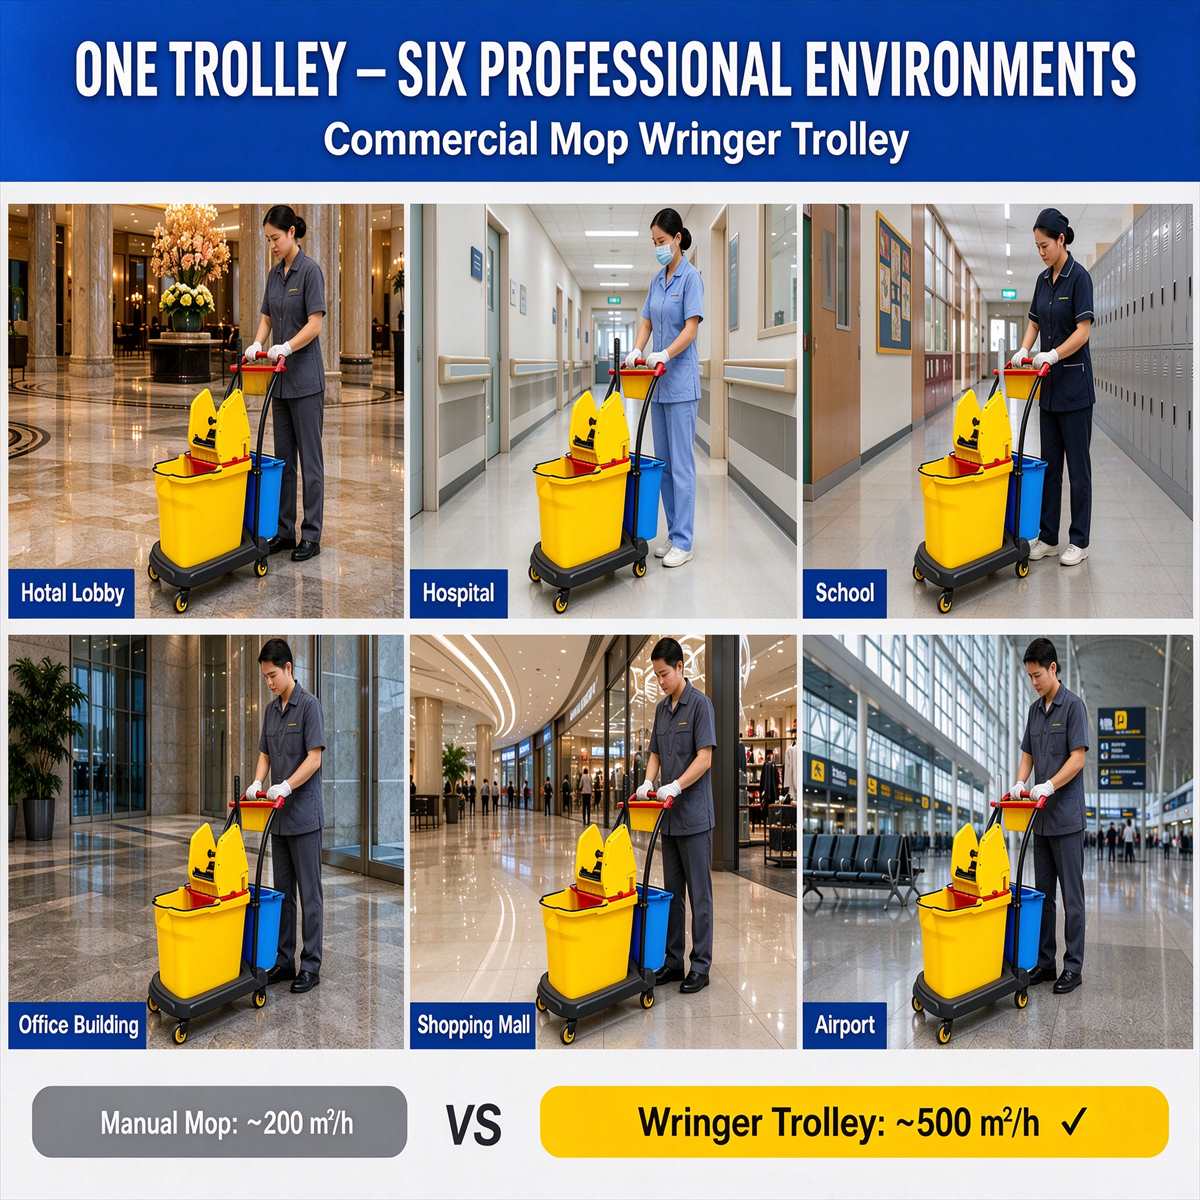 ONE TROLLEY – SIX PROFESSIONAL ENVIRONMENTS
Commercial Mop Wringer Trolley
Hotal Lobby
Hospital
School
Office Building
Shopping Mall
Airport
Manual Mop: ~200 m²/h
VS
Wringer Trolley: ~500 m²/h ✓